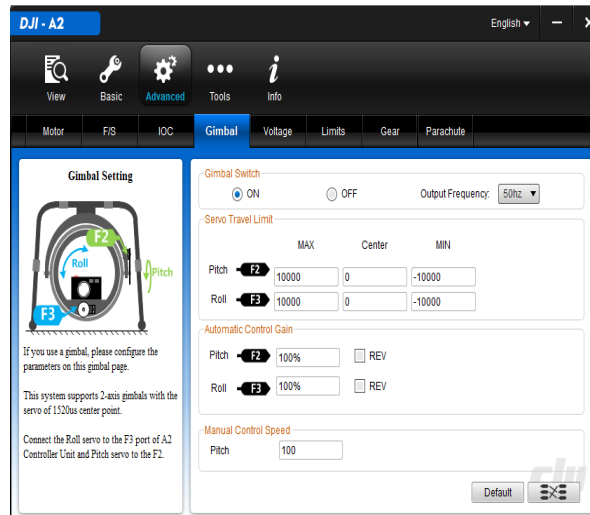 DJI - A2
English
View Basic Advanced Tools Info
Motor F/S IOC Gimbal Voltage Limits Gear Parachute
Gimbal Setting
F2
Roll
Pitch
F3
If you use a gimbal, please configure the
parameters on this gimbal page.
This system supports 2-axis gimbals with the
servo of 1520us center point.
Connect the Roll servo to the F3 port of A2
Controller Unit and Pitch servo to the F2.
Gimbal Switch
ON OFF Output Frequency: 50hz
Servo Travel Limit
MAX Center MIN
Pitch F2 10000 0 -10000
Roll F3 10000 0 -10000
Automatic Control Gain
Pitch F2 100% REV
Roll F3 100% REV
Manual Control Speed
Pitch 100
Default